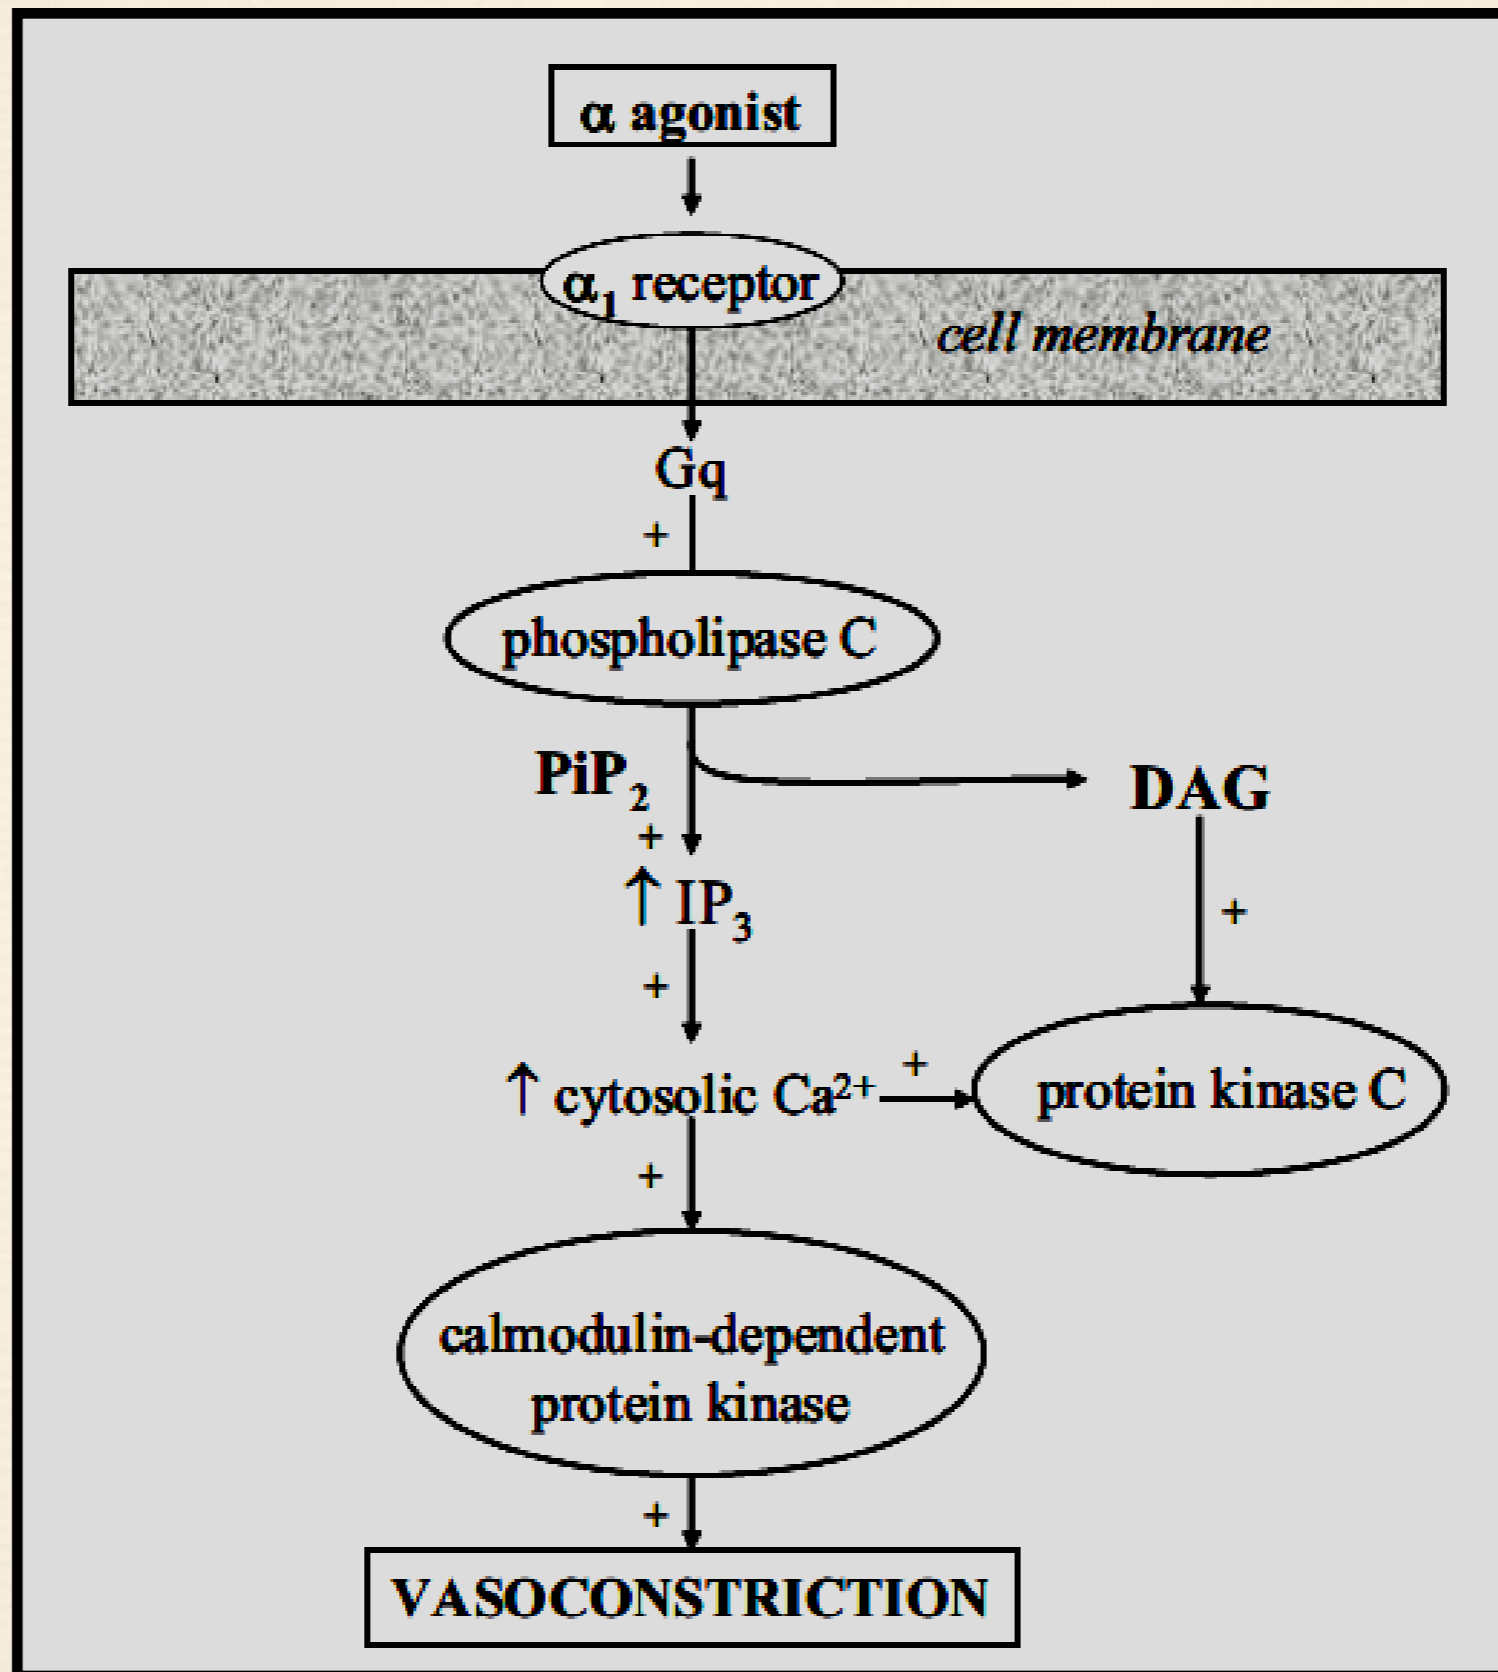 α agonist
α₁ receptor
cell membrane
Gq
+
phospholipase C
PiP₂
DAG
+
↑ IP₃
+
+
↑ cytosolic Ca²⁺
+
protein kinase C
+
calmodulin-dependent
protein kinase
+
VASOCONSTRICTION